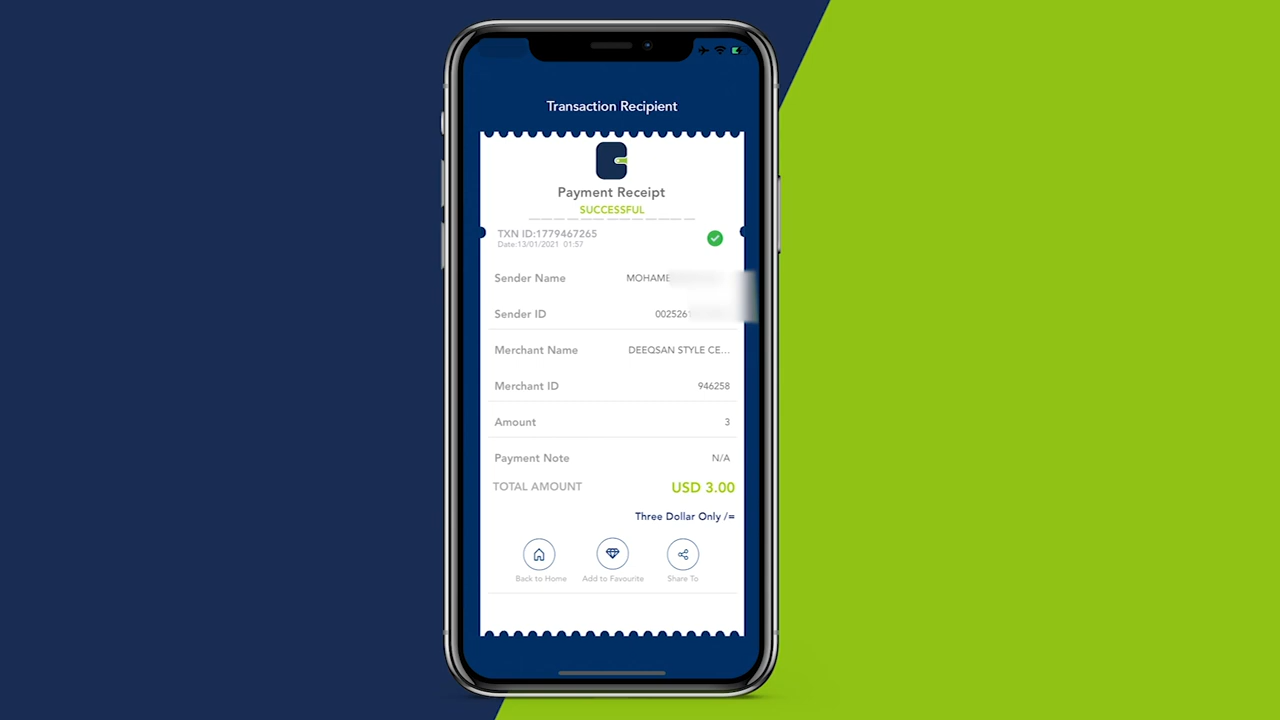 Transaction Recipient
Payment Receipt
SUCCESSFUL
TXN ID:1779467265
Date:13/01/2021 01:57
Sender Name MOHAME
Sender ID 002526
Merchant Name DEEQSAN STYLE CE...
Merchant ID 946258
Amount 3
Payment Note N/A
TOTAL AMOUNT USD 3.00
Three Dollar Only /=
Back to Home Add to Favourite Share To